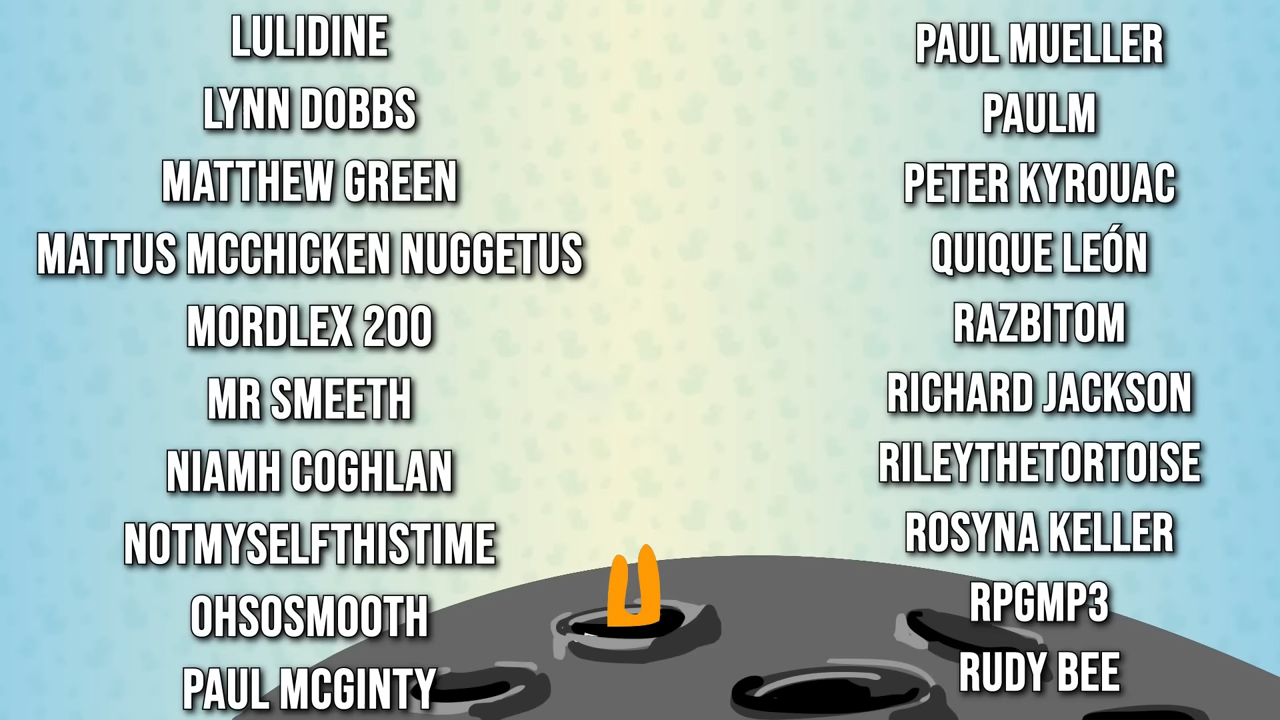 LULIDINE
LYNN DOBBS
MATTHEW GREEN
MATTUS MCCHICKEN NUGGETUS
MORDLEX 200
MR SMEETH
NIAMH COGHLAN
NOTMYSELFTHISTIME
OHSOSMOOTH
PAUL MCGINTY
PAUL MUELLER
PAULM
PETER KYROUAC
QUIQUE LEÓN
RAZBITOM
RICHARD JACKSON
RILEYTHETORTOISE
ROSYNA KELLER
RPGMP3
RUDY BEE